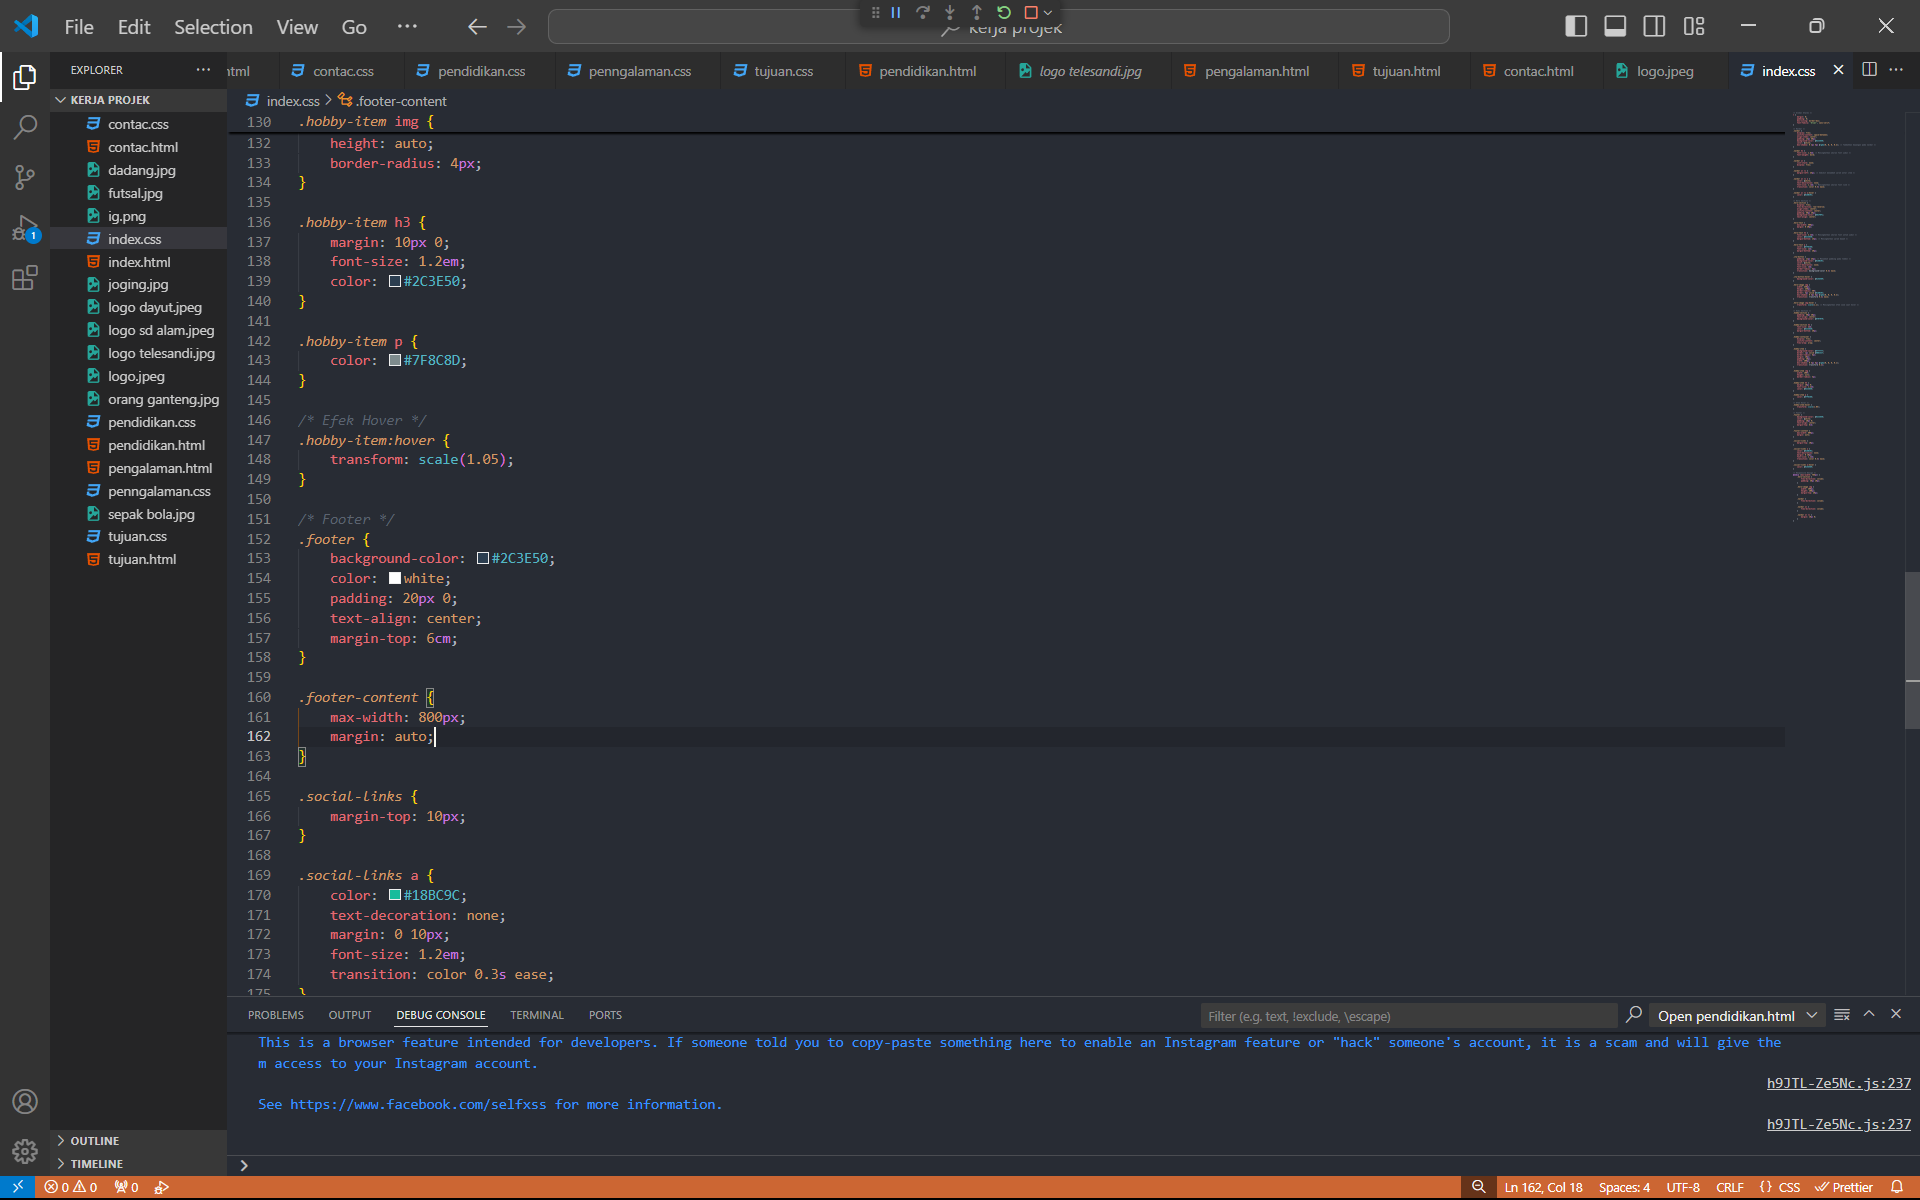 File Edit Selection View Go ···
kerja projek
EXPLORER ···
html contac.css pendidikan.css penngalaman.css tujuan.css pendidikan.html logo telesandi.jpg pengalaman.html tujuan.html contac.html logo.jpeg index.css
KERJA PROJEK
contac.css
contac.html
dadang.jpg
futsal.jpg
ig.png
index.css
index.html
joging.jpg
logo dayut.jpeg
logo sd alam.jpeg
logo telesandi.jpg
logo.jpeg
orang ganteng.jpg
pendidikan.css
pendidikan.html
pengalaman.html
penngalaman.css
sepak bola.jpg
tujuan.css
tujuan.html
OUTLINE
TIMELINE
1
index.css > .footer-content
130 .hobby-item img {
132 height: auto;
133 border-radius: 4px;
134 }
135
136 .hobby-item h3 {
137 margin: 10px 0;
138 font-size: 1.2em;
139 color: #2C3E50;
140 }
141
142 .hobby-item p {
143 color: #7F8C8D;
144 }
145
146 /* Efek Hover */
147 .hobby-item:hover {
148 transform: scale(1.05);
149 }
150
151 /* Footer */
152 .footer {
153 background-color: #2C3E50;
154 color: white;
155 padding: 20px 0;
156 text-align: center;
157 margin-top: 6cm;
158 }
159
160 .footer-content {
161 max-width: 800px;
162 margin: auto;
163 }
164
165 .social-links {
166 margin-top: 10px;
167 }
168
169 .social-links a {
170 color: #18BC9C;
171 text-decoration: none;
172 margin: 0 10px;
173 font-size: 1.2em;
174 transition: color 0.3s ease;
175 }
PROBLEMS OUTPUT DEBUG CONSOLE TERMINAL PORTS
Filter (e.g. text, !exclude, \escape)
Open pendidikan.html
This is a browser feature intended for developers. If someone told you to copy-paste something here to enable an Instagram feature or "hack" someone's account, it is a scam and will give the
m access to your Instagram account.
h9JTL-Ze5Nc.js:237
See https://www.facebook.com/selfxss for more information.
h9JTL-Ze5Nc.js:237
>
0 0 0 Ln 162, Col 18 Spaces: 4 UTF-8 CRLF { } CSS Prettier